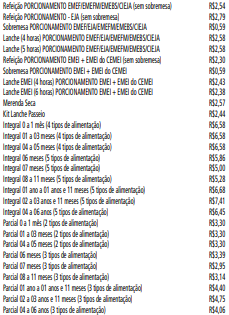 Refeição PORCIONAMENTO EMEF/EMEFM/EMEBS/CIEJA (sem sobremesa) R$2,54
Refeição PORCIONAMENTO - EJA (sem sobremesa) R$2,79
Sobremesa PORCIONAMENTO EMEF/EJA/EMEFM/EMEBS/CIEJA R$0,59
Lanche (4 horas) PORCIONAMENTO EMEF/EJA/EMEFM/EMEBS/CIEJA R$2,58
Lanche (5 horas) PORCIONAMENTO EMEF/EJA/EMEFM/EMEBS/CIEJA R$2,58
Refeição PORCIONAMENTO EMEI + EMEI do CEMEI (sem sobremesa) R$2,30
Sobremesa PORCIONAMENTO EMEI + EMEI do CEMEI R$0,59
Lanche EMEI (4 horas) PORCIONAMENTO EMEI + EMEI do CEMEI R$2,43
Lanche EMEI (6 horas) PORCIONAMENTO EMEI + EMEI do CEMEI R$2,38
Merenda Seca R$2,57
Kit Lanche Passeio R$2,44
Integral 0 a 1 mês (4 tipos de alimentação) R$6,58
Integral 01 a 03 meses (4 tipos de alimentação) R$6,58
Integral 04 a 05 meses (4 tipos de alimentação) R$6,58
Integral 06 meses (5 tipos de alimentação) R$5,86
Integral 07 meses (5 tipos de alimentação) R$5,00
Integral 08 a 11 meses (5 tipos de alimentação) R$5,28
Integral 01 ano a 01 anos e 11 meses (5 tipos de alimentação) R$6,68
Integral 02 a 03 anos e 11 meses (5 tipos de alimentação) R$7,41
Integral 04 a 06 anos (5 tipos de alimentação) R$6,45
Parcial 0 a 1 mês (2 tipos de alimentação) R$3,30
Parcial 01 a 03 meses (2 tipos de alimentação) R$3,30
Parcial 04 a 05 meses (2 tipos de alimentação) R$3,30
Parcial 06 meses (3 tipos de alimentação) R$3,39
Parcial 07 meses (3 tipos de alimentação) R$2,95
Parcial 08 a 11 meses (3 tipos de alimentação) R$3,14
Parcial 01 ano a 01 anos e 11 meses (3 tipos de alimentação) R$4,40
Parcial 02 a 03 anos e 11 meses (3 tipos de alimentação) R$4,75
Parcial 04 a 06 anos (3 tipos de alimentação) R$4,06